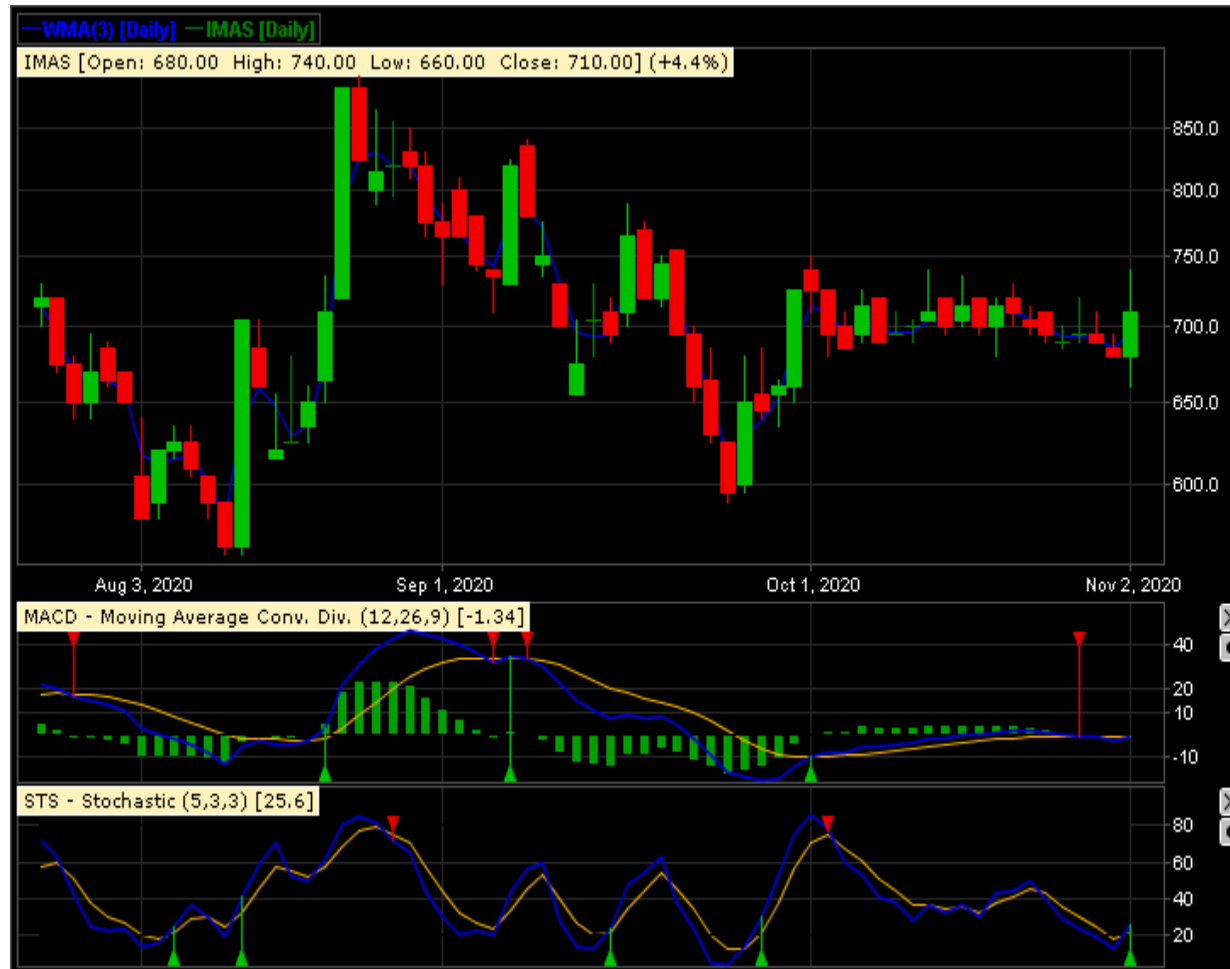 WMA(3) [Daily] IMAS [Daily]
IMAS [Open: 680.00 High: 740.00 Low: 660.00 Close: 710.00] (+4.4%)
850.0
800.0
750.0
700.0
650.0
600.0
Aug 3, 2020 Sep 1, 2020 Oct 1, 2020 Nov 2, 2020
MACD - Moving Average Conv. Div. (12,26,9) [-1.34]
40
20
10
-10
STS - Stochastic (5,3,3) [25.6]
80
60
40
20